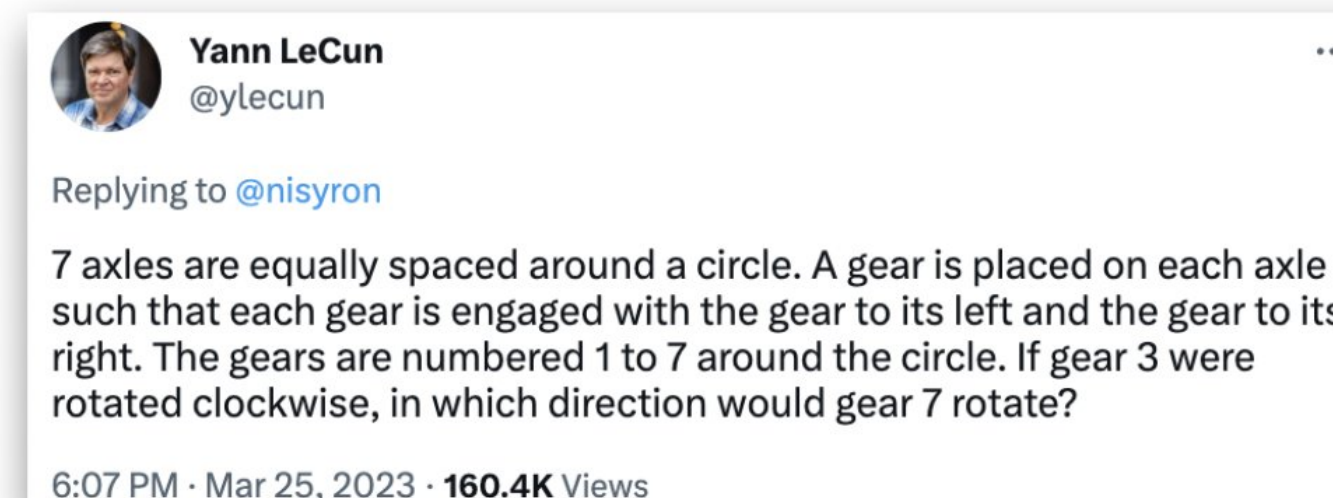 Yann LeCun
@ylecun
Replying to @nisyron
7 axles are equally spaced around a circle. A gear is placed on each axle
such that each gear is engaged with the gear to its left and the gear to its
right. The gears are numbered 1 to 7 around the circle. If gear 3 were
rotated clockwise, in which direction would gear 7 rotate?
6:07 PM · Mar 25, 2023 · 160.4K Views